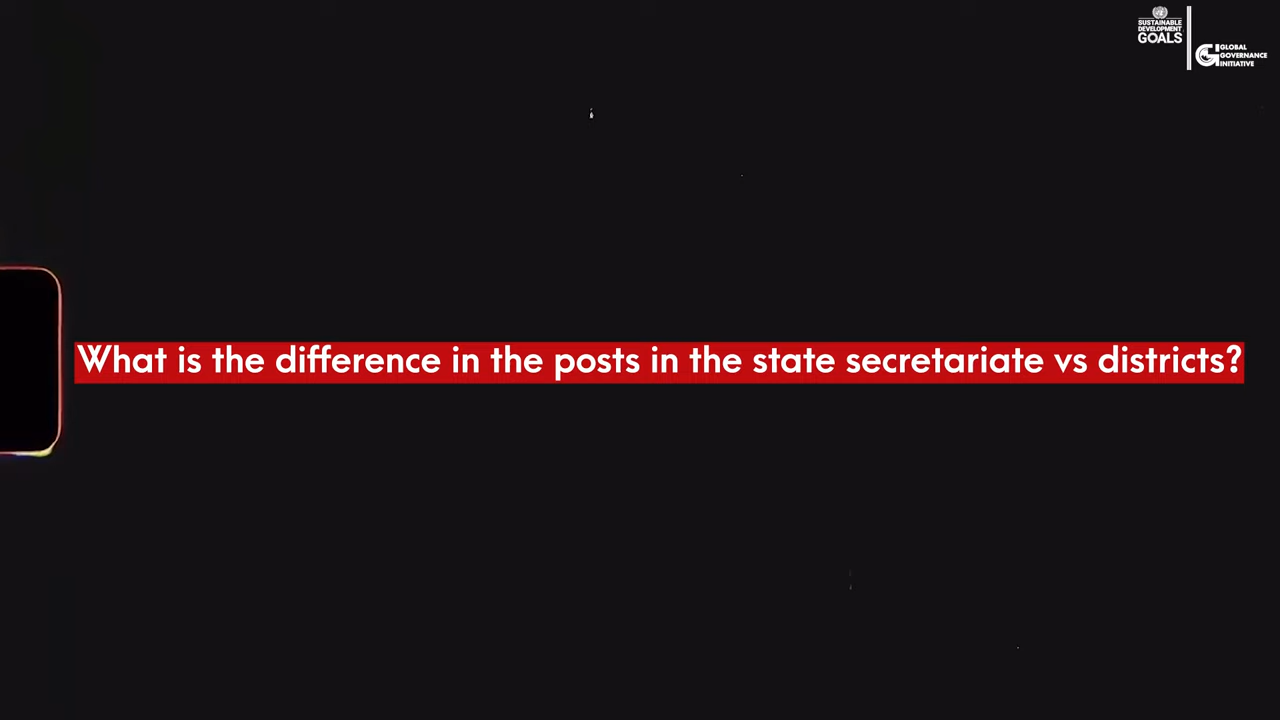 SUSTAINABLE
DEVELOPMENT
GOALS
GLOBAL
GOVERNANCE
INITIATIVE
What is the difference in the posts in the state secretariate vs districts?